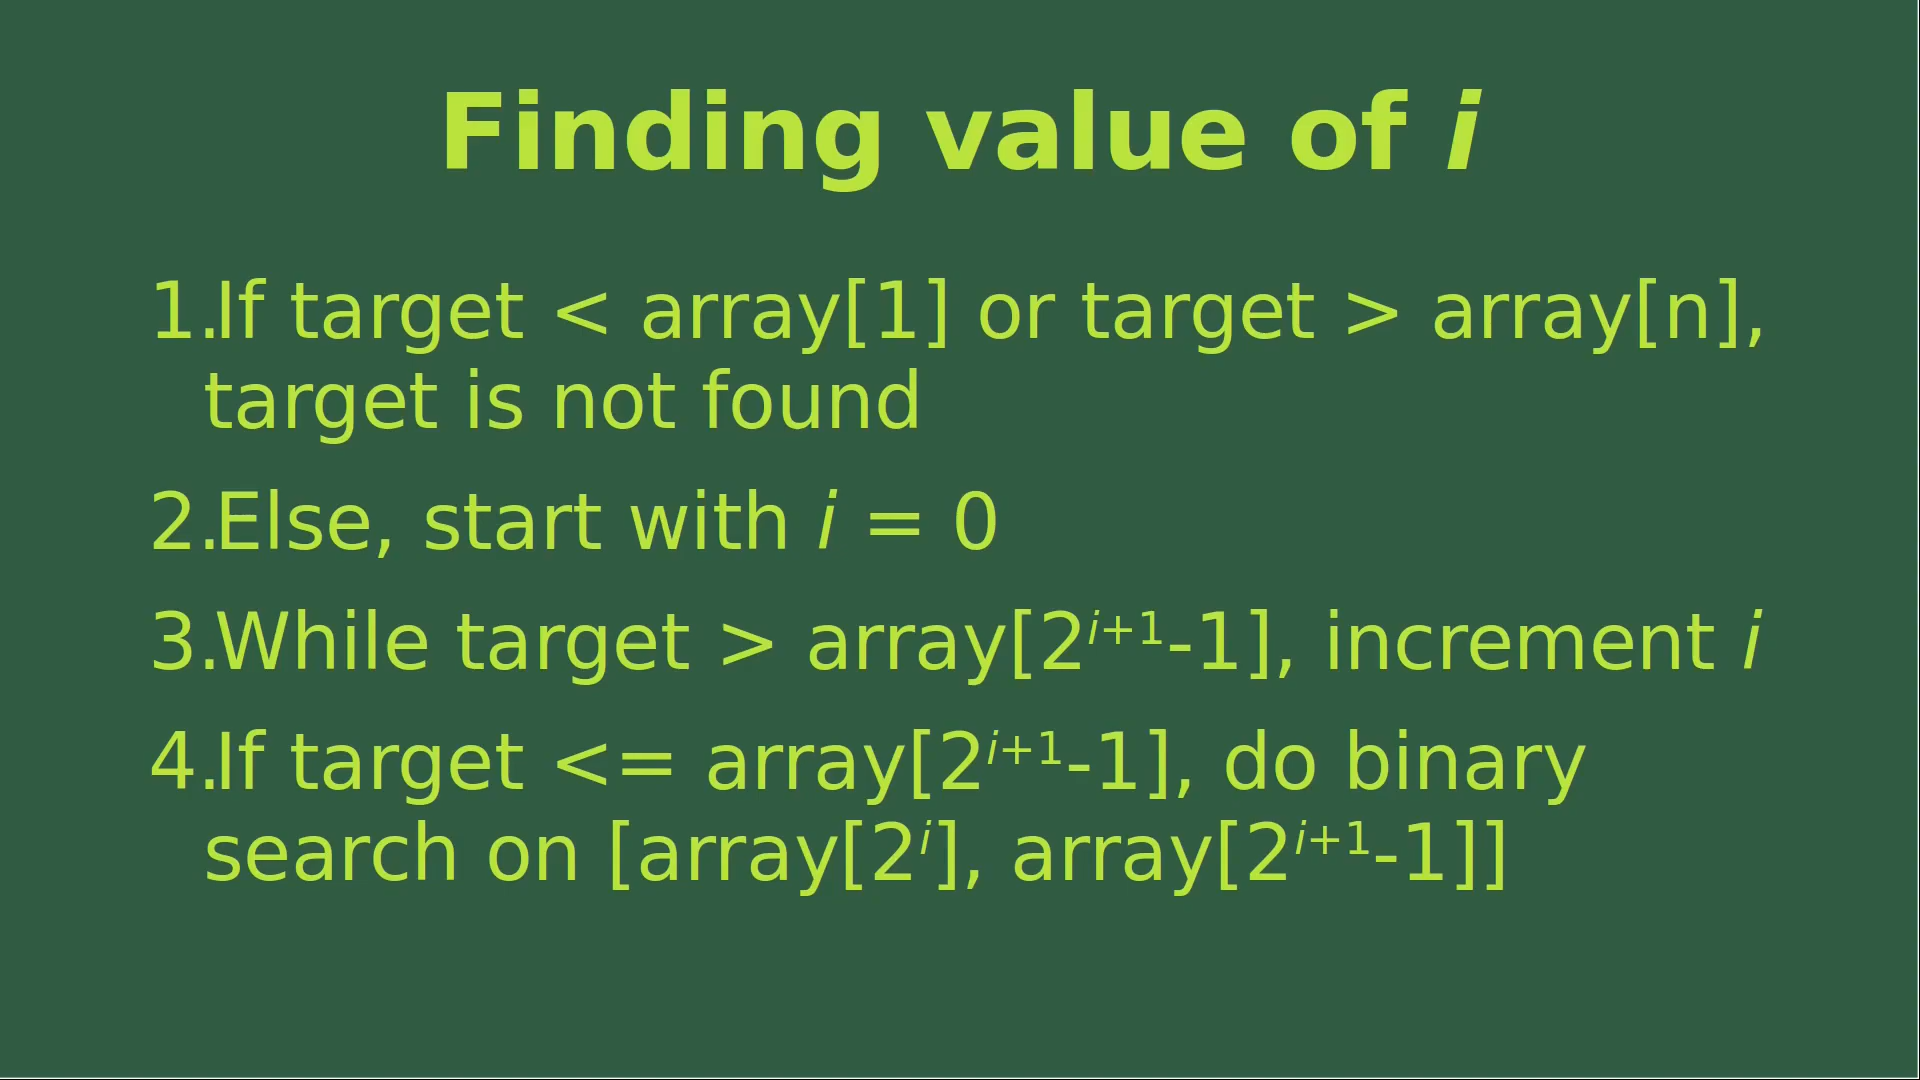 Finding value of i
1.If target < array[1] or target > array[n],
target is not found
2.Else, start with i = 0
3.While target > array[2ⁱ⁺¹-1], increment i
4.If target <= array[2ⁱ⁺¹-1], do binary
search on [array[2ⁱ], array[2ⁱ⁺¹-1]]